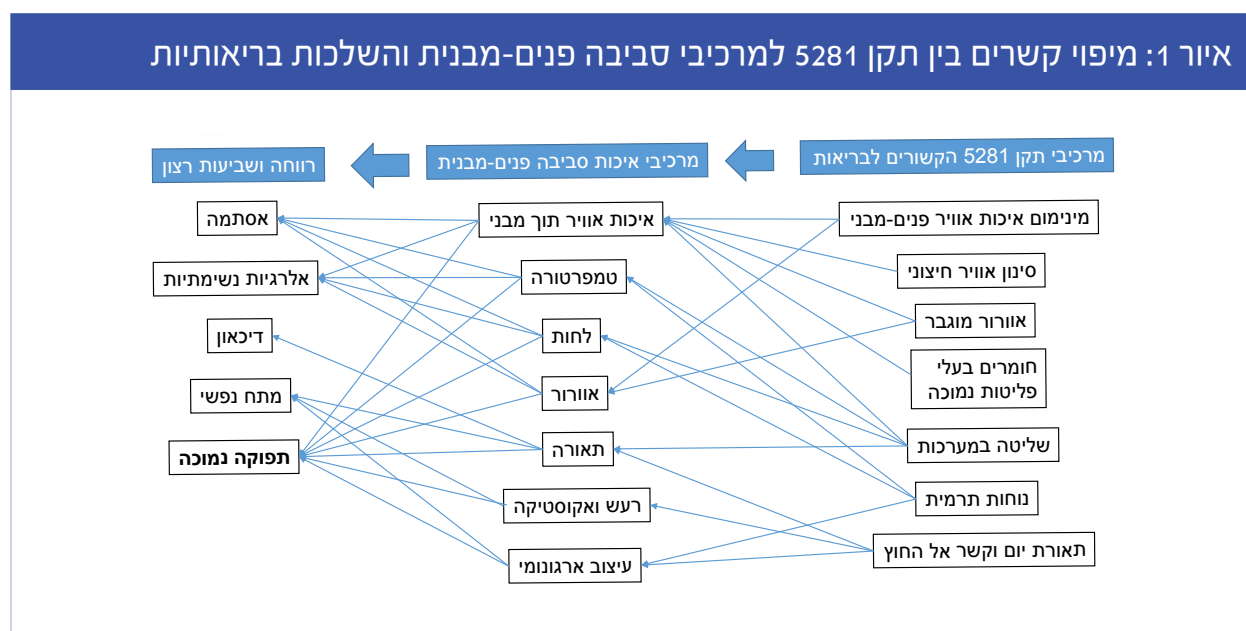 איור 1: מיפוי קשרים בין תקן 5281 למרכיבי סביבה פנים-מבנית והשלכות בריאותיות
מרכיבי תקן 5281 הקשורים לבריאות
מרכיבי איכות סביבה פנים-מבנית
רווחה ושביעות רצון
מינימום איכות אוויר פנים-מבני
סינון אוויר חיצוני
אוורור מוגבר
חומרים בעלי
פליטות נמוכה
שליטה במערכות
נוחות תרמית
תאורת יום וקשר אל החוץ
איכות אוויר תוך מבני
טמפרטורה
לחות
אוורור
תאורה
רעש ואקוסטיקה
עיצוב ארגונומי
אסתמה
אלרגיות נשימתיות
דיכאון
מתח נפשי
תפוקה נמוכה